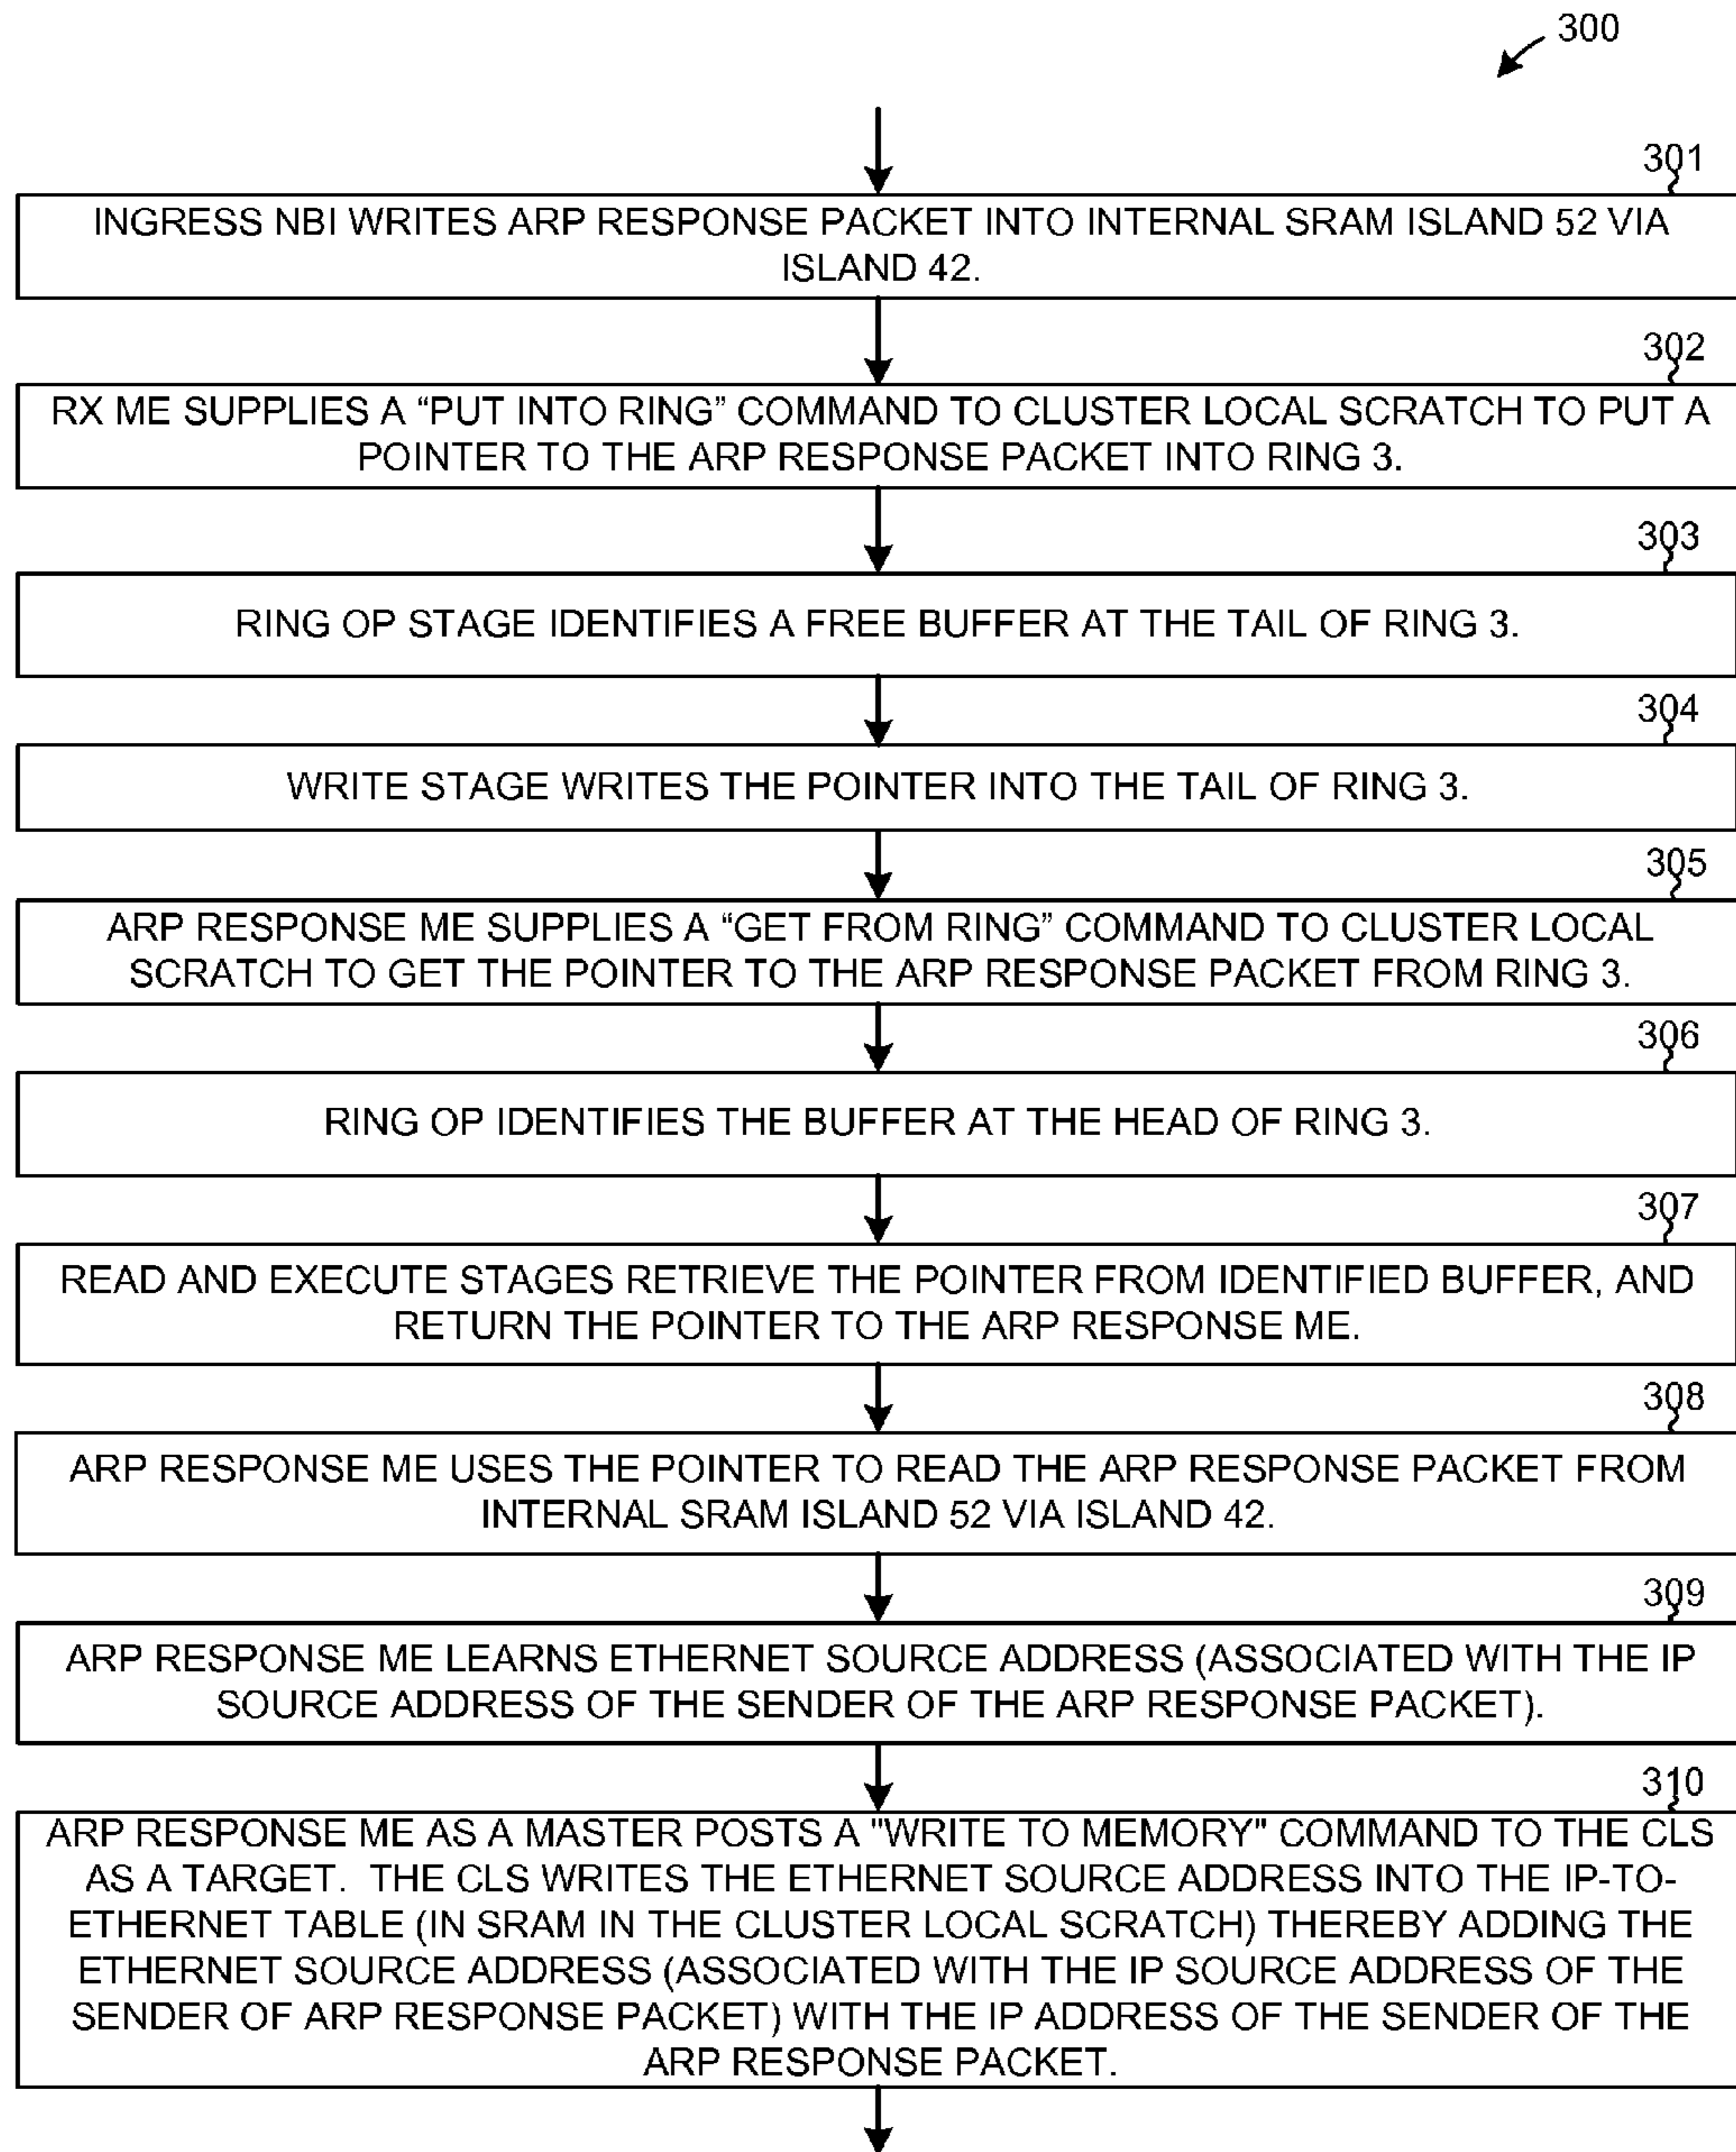 300
301
INGRESS NBI WRITES ARP RESPONSE PACKET INTO INTERNAL SRAM ISLAND 52 VIA
ISLAND 42.
302
RX ME SUPPLIES A “PUT INTO RING” COMMAND TO CLUSTER LOCAL SCRATCH TO PUT A
POINTER TO THE ARP RESPONSE PACKET INTO RING 3.
303
RING OP STAGE IDENTIFIES A FREE BUFFER AT THE TAIL OF RING 3.
304
WRITE STAGE WRITES THE POINTER INTO THE TAIL OF RING 3.
305
ARP RESPONSE ME SUPPLIES A “GET FROM RING” COMMAND TO CLUSTER LOCAL
SCRATCH TO GET THE POINTER TO THE ARP RESPONSE PACKET FROM RING 3.
306
RING OP IDENTIFIES THE BUFFER AT THE HEAD OF RING 3.
307
READ AND EXECUTE STAGES RETRIEVE THE POINTER FROM IDENTIFIED BUFFER, AND
RETURN THE POINTER TO THE ARP RESPONSE ME.
308
ARP RESPONSE ME USES THE POINTER TO READ THE ARP RESPONSE PACKET FROM
INTERNAL SRAM ISLAND 52 VIA ISLAND 42.
309
ARP RESPONSE ME LEARNS ETHERNET SOURCE ADDRESS (ASSOCIATED WITH THE IP
SOURCE ADDRESS OF THE SENDER OF THE ARP RESPONSE PACKET).
310
ARP RESPONSE ME AS A MASTER POSTS A "WRITE TO MEMORY" COMMAND TO THE CLS
AS A TARGET. THE CLS WRITES THE ETHERNET SOURCE ADDRESS INTO THE IP-TO-
ETHERNET TABLE (IN SRAM IN THE CLUSTER LOCAL SCRATCH) THEREBY ADDING THE
ETHERNET SOURCE ADDRESS (ASSOCIATED WITH THE IP SOURCE ADDRESS OF THE
SENDER OF ARP RESPONSE PACKET) WITH THE IP ADDRESS OF THE SENDER OF THE
ARP RESPONSE PACKET.